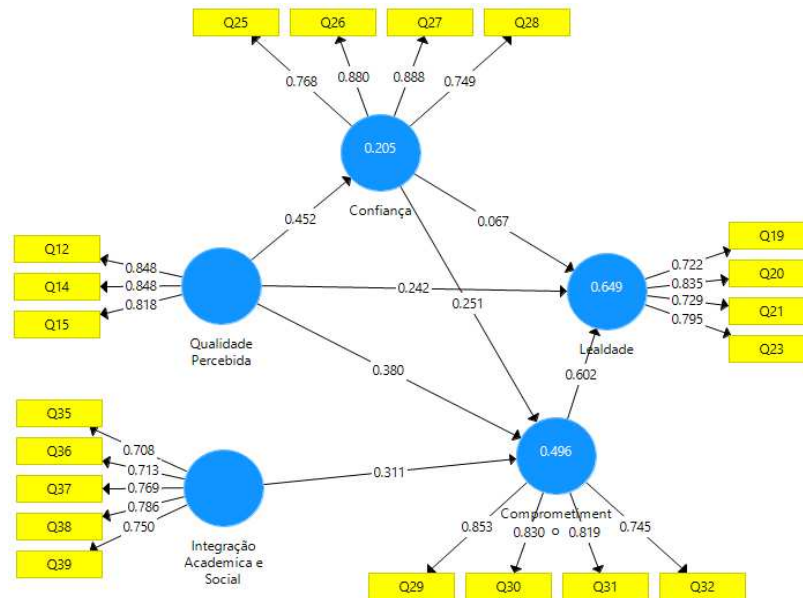 Q25
Q26
Q27
Q28
0.768
0.880
0.888
0.749
0.205
Confiança
0.452
0.067
Q12
Q14
Q15
0.848
0.848
0.818
Qualidade
Percebida
0.242
0.251
0.380
0.649
Lealdade
0.722
0.835
0.729
0.795
Q19
Q20
Q21
Q23
0.602
Q35
Q36
Q37
Q38
Q39
0.708
0.713
0.769
0.786
0.750
Integração
Academica e
Social
0.311
0.496
Comprometiment
o
0.853
0.830
0.819
0.745
Q29
Q30
Q31
Q32